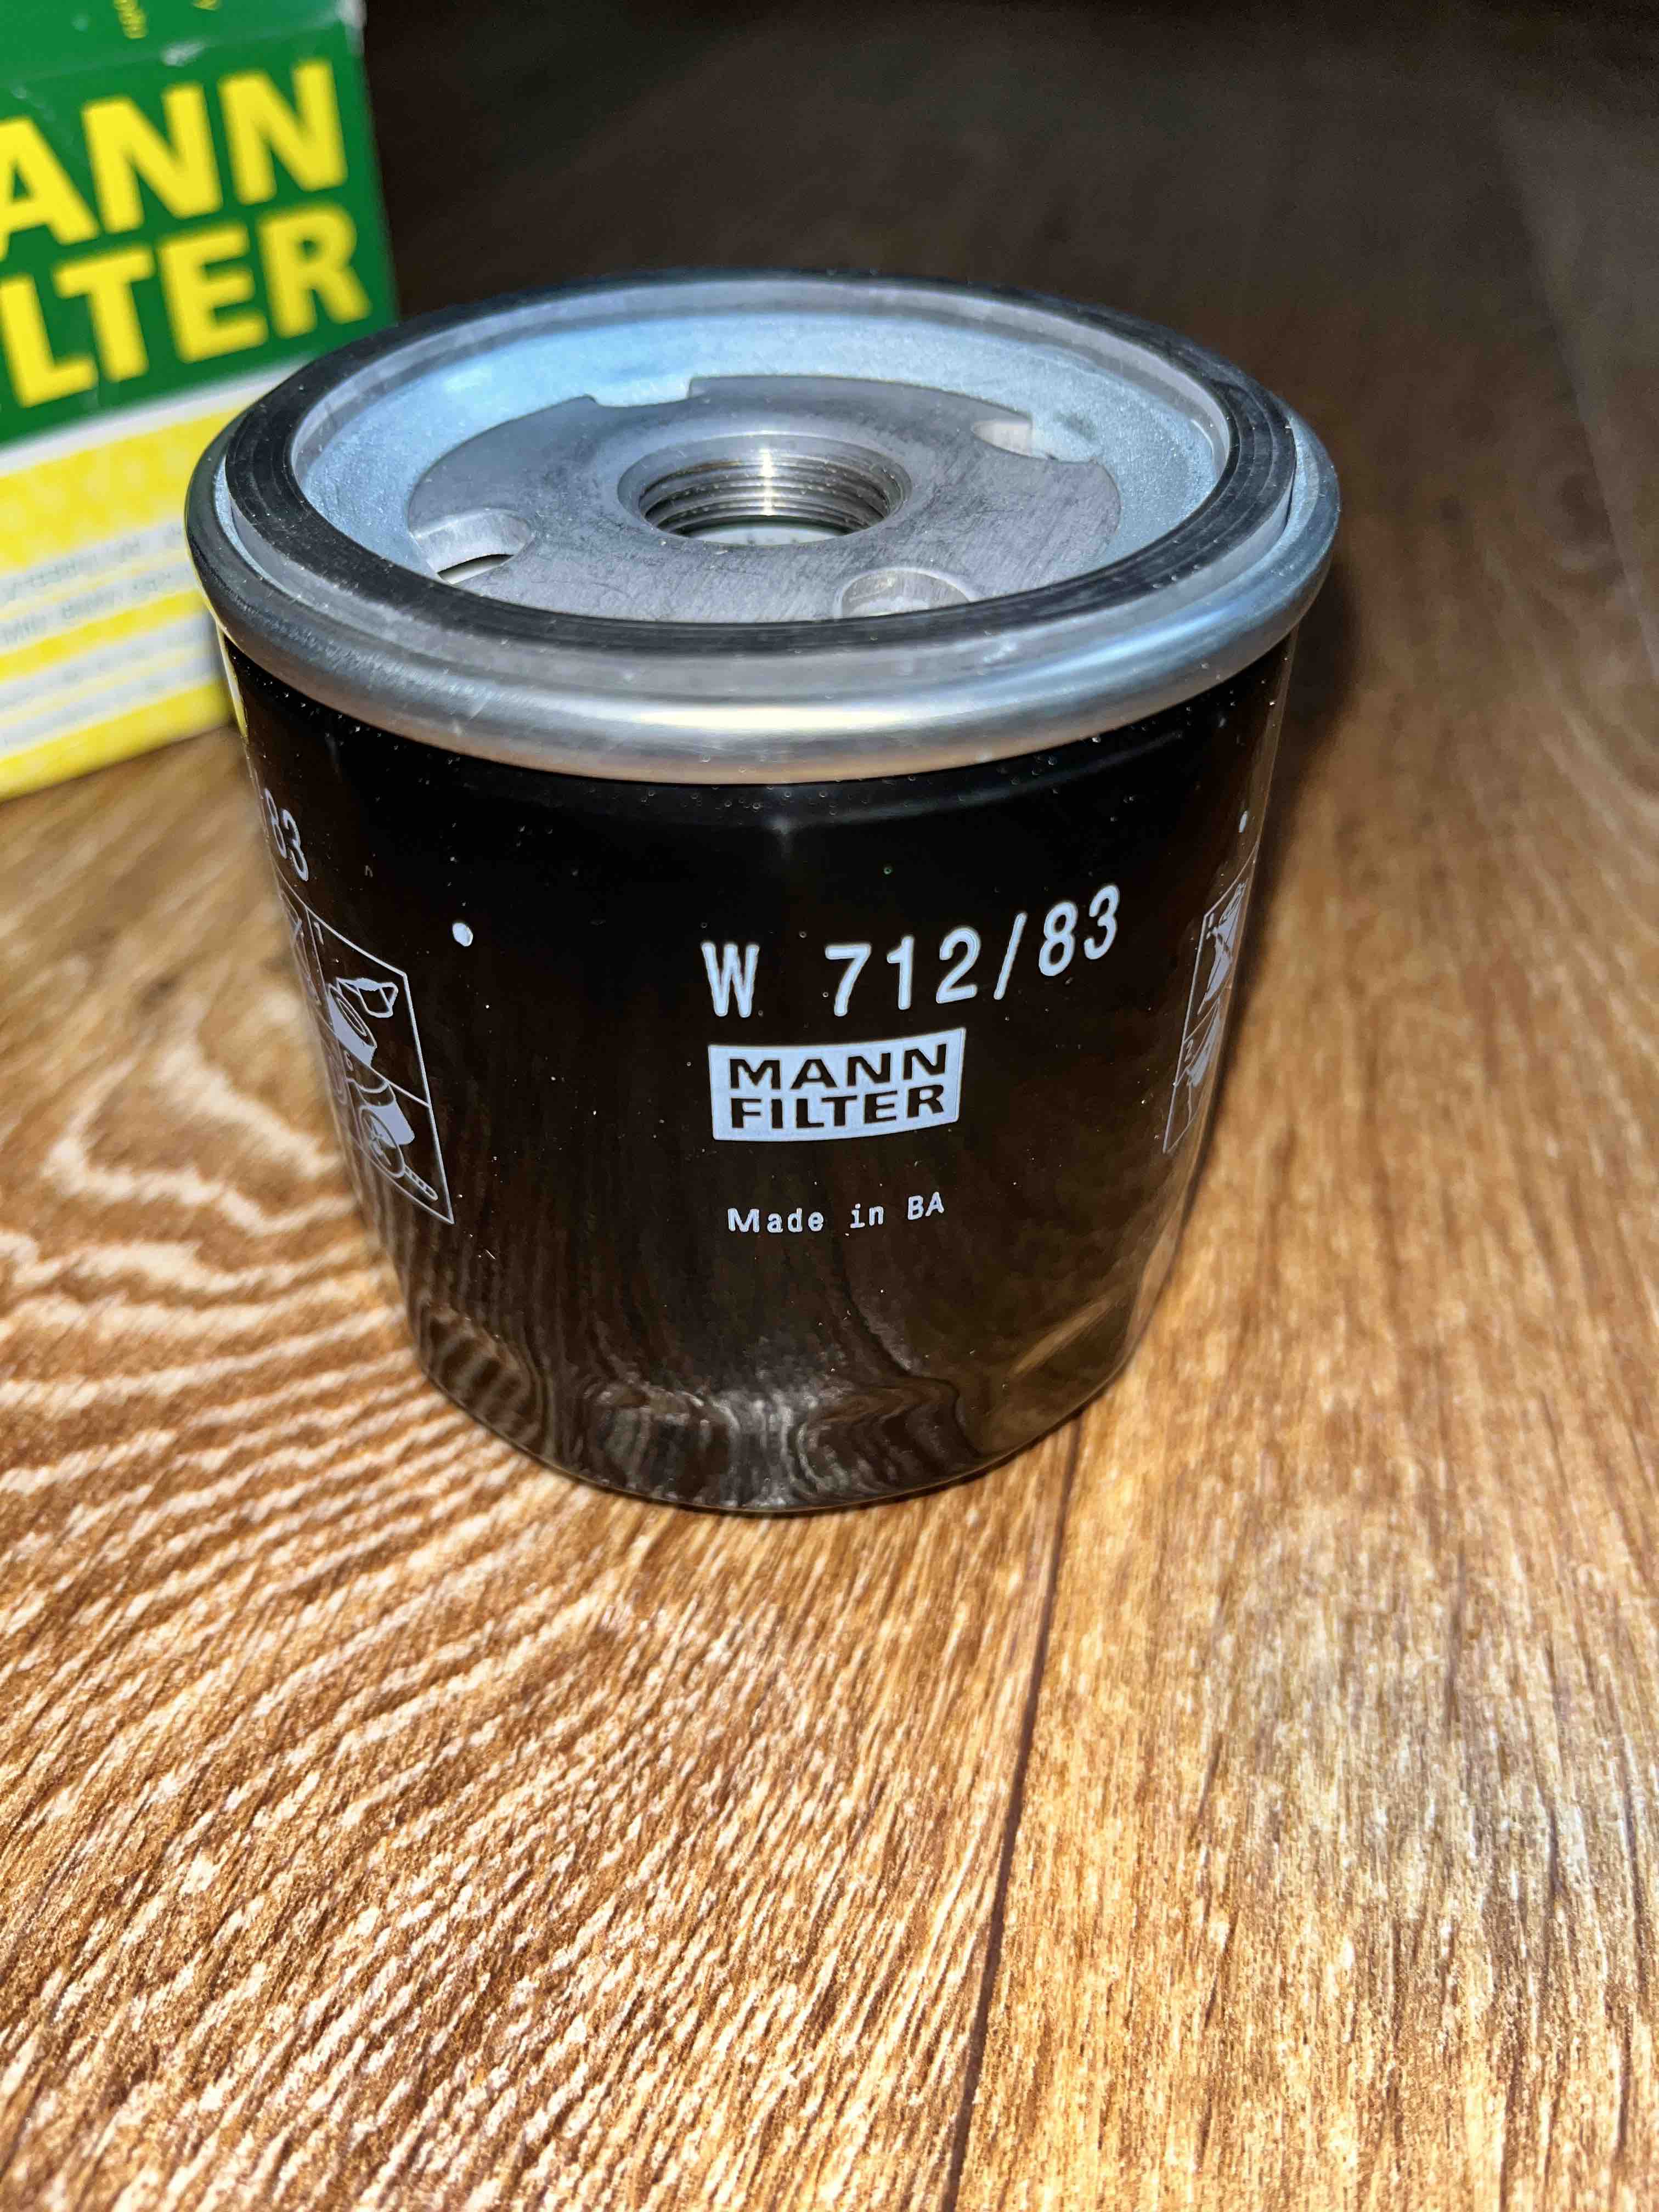 ANN
LTER
83
W 712/83
MANN
FILTER
Made in BA